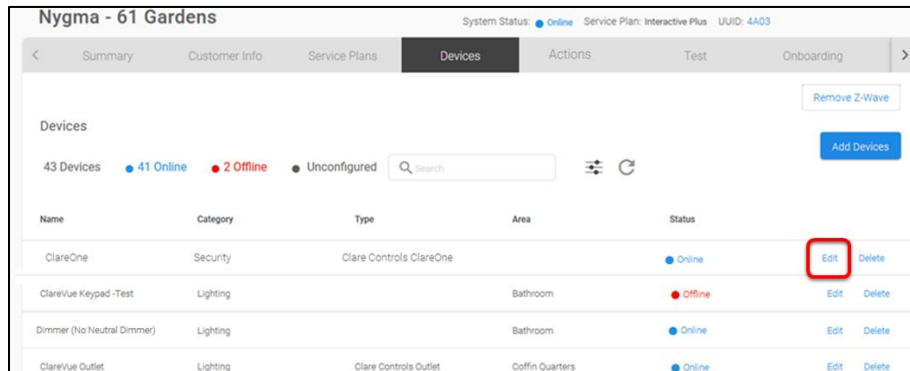 Nygma - 61 Gardens
System Status: Online Service Plan: Interactive Plus UUID: 4A03
Summary Customer Info Service Plans Devices Actions Test Onboarding
Remove Z-Wave
Devices
Add Devices
43 Devices 41 Online 2 Offline Unconfigured Search
Name Category Type Area Status
ClareOne Security Clare Controls ClareOne Online Edit Delete
ClareVue Keypad -Test Lighting Bathroom Offline Edit Delete
Dimmer (No Neutral Dimmer) Lighting Bathroom Online Edit Delete
ClareVue Outlet Lighting Clare Controls Outlet Coffin Quarters Online Edit Delete